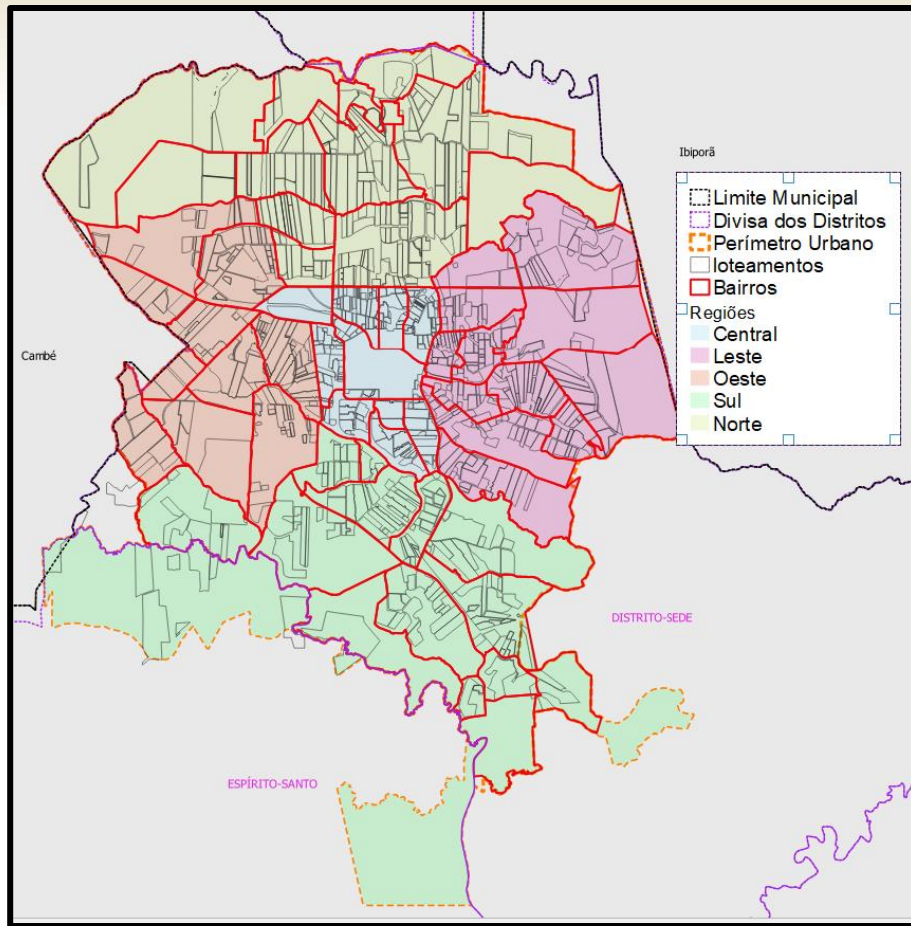 Ibiporã
Limite Municipal
Divisa dos Distritos
Perímetro Urbano
loteamentos
Bairros
Regiões
Central
Leste
Oeste
Sul
Norte
Cambé
DISTRITO-SEDE
ESPÍRITO-SANTO